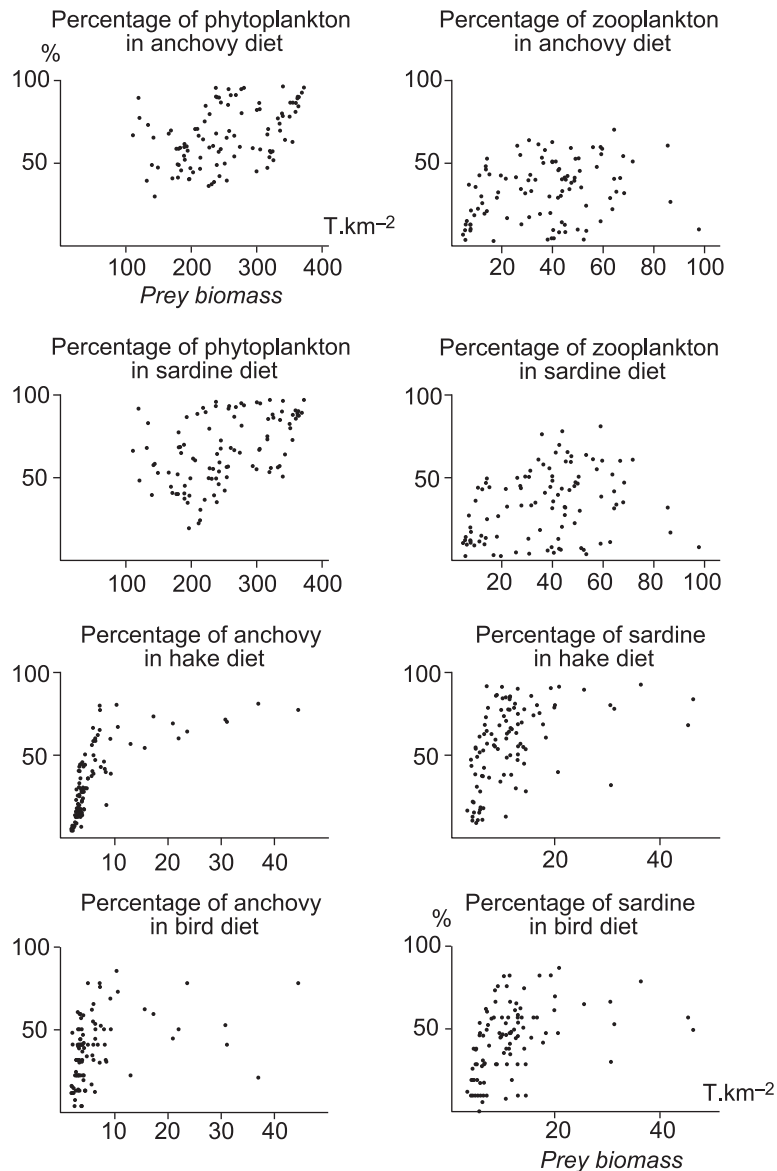 Percentage of phytoplankton
in anchovy diet
%
100
50
T.km–2
100 200 300 400
Prey biomass
Percentage of zooplankton
in anchovy diet
100
50
20 40 60 80 100
Percentage of phytoplankton
in sardine diet
100
50
100 200 300 400
Percentage of zooplankton
in sardine diet
100
50
20 40 60 80 100
Percentage of anchovy
in hake diet
100
50
10 20 30 40
Percentage of sardine
in hake diet
100
50
20 40
Percentage of anchovy
in bird diet
100
50
10 20 30 40
Percentage of sardine
in bird diet
%
100
50
T.km–2
20 40
Prey biomass